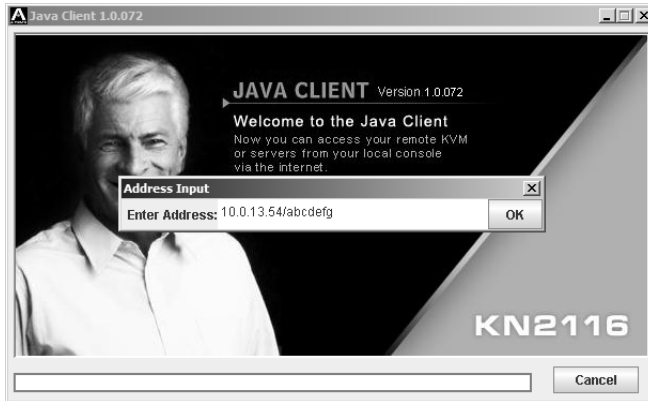 Java Client 1.0.072
JAVA CLIENT Version 1.0.072
Welcome to the Java Client
Now you can access your remote KVM
or servers from your local console
via the internet.
Address Input
Enter Address: 10.0.13.54/abcdefg OK
KN2116
Cancel